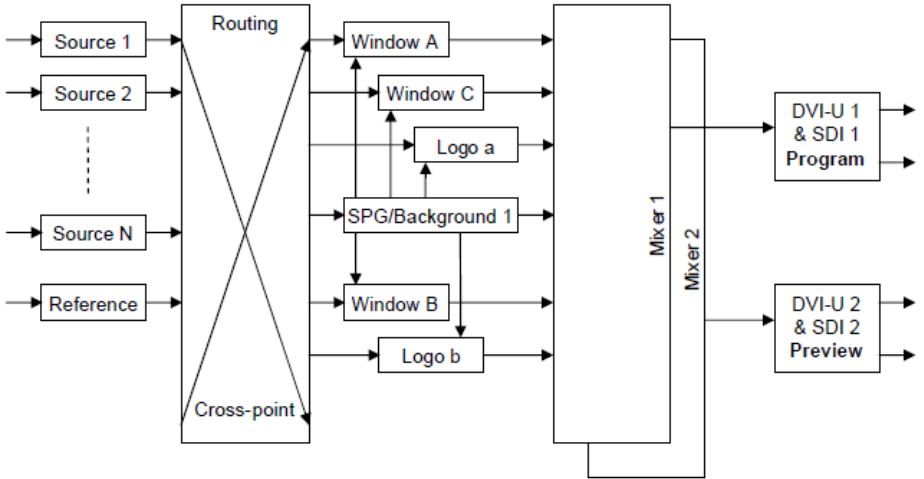 Source 1
Source 2
Source N
Reference
Routing
Cross-point
Window A
Window C
Logo a
SPG/Background 1
Window B
Logo b
Mixer 1
Mixer 2
DVI-U 1
& SDI 1
Program
DVI-U 2
& SDI 2
Preview